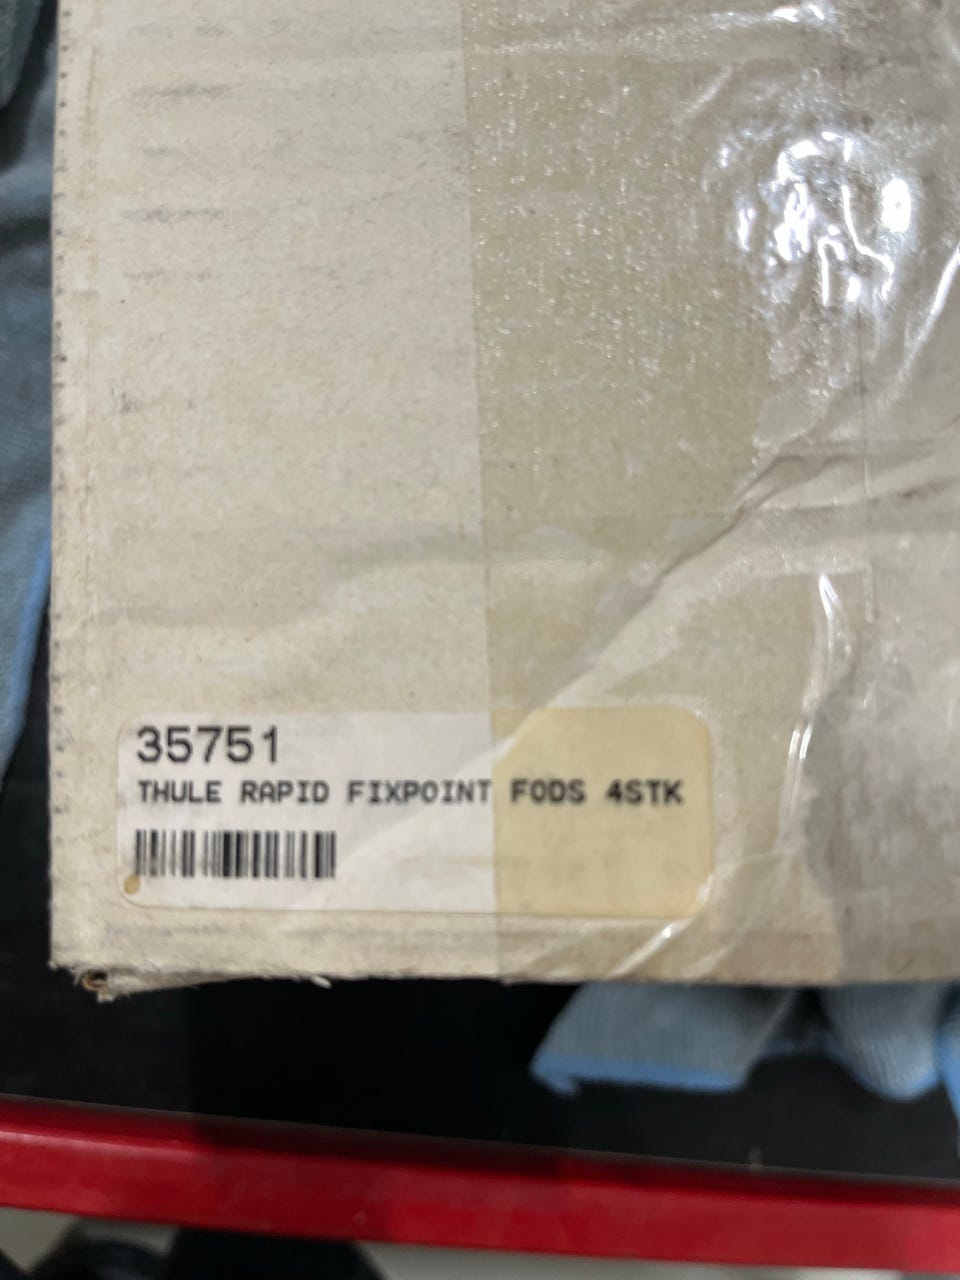 35751
THULE RAPID FIXPOINT FODS 4STK